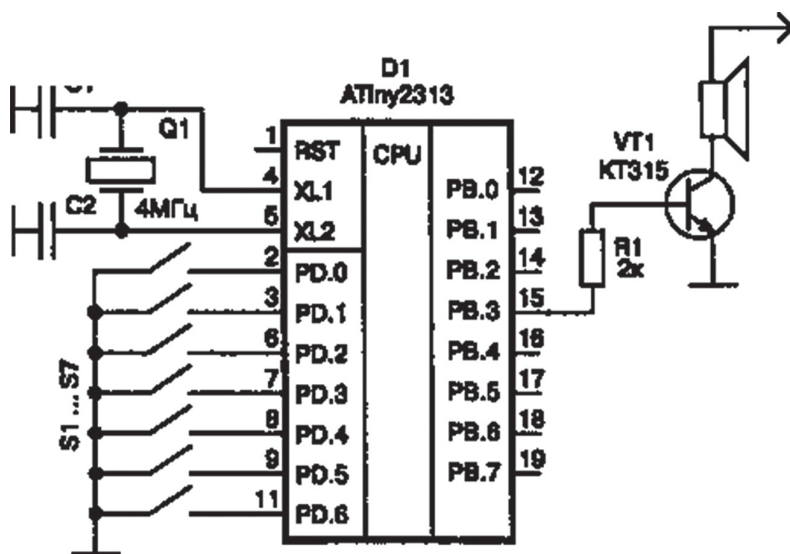 D1
ATiny2313
Q1
C2
4МГц
VT1
КТ315
R1
2к
S1 ... S7
CPU
1 RST
4 XL1
5 XL2
2 PD.0
3 PD.1
6 PD.2
7 PD.3
8 PD.4
9 PD.5
11 PD.6
PB.0 12
PB.1 13
PB.2 14
PB.3 15
PB.4 16
PB.5 17
PB.6 18
PB.7 19